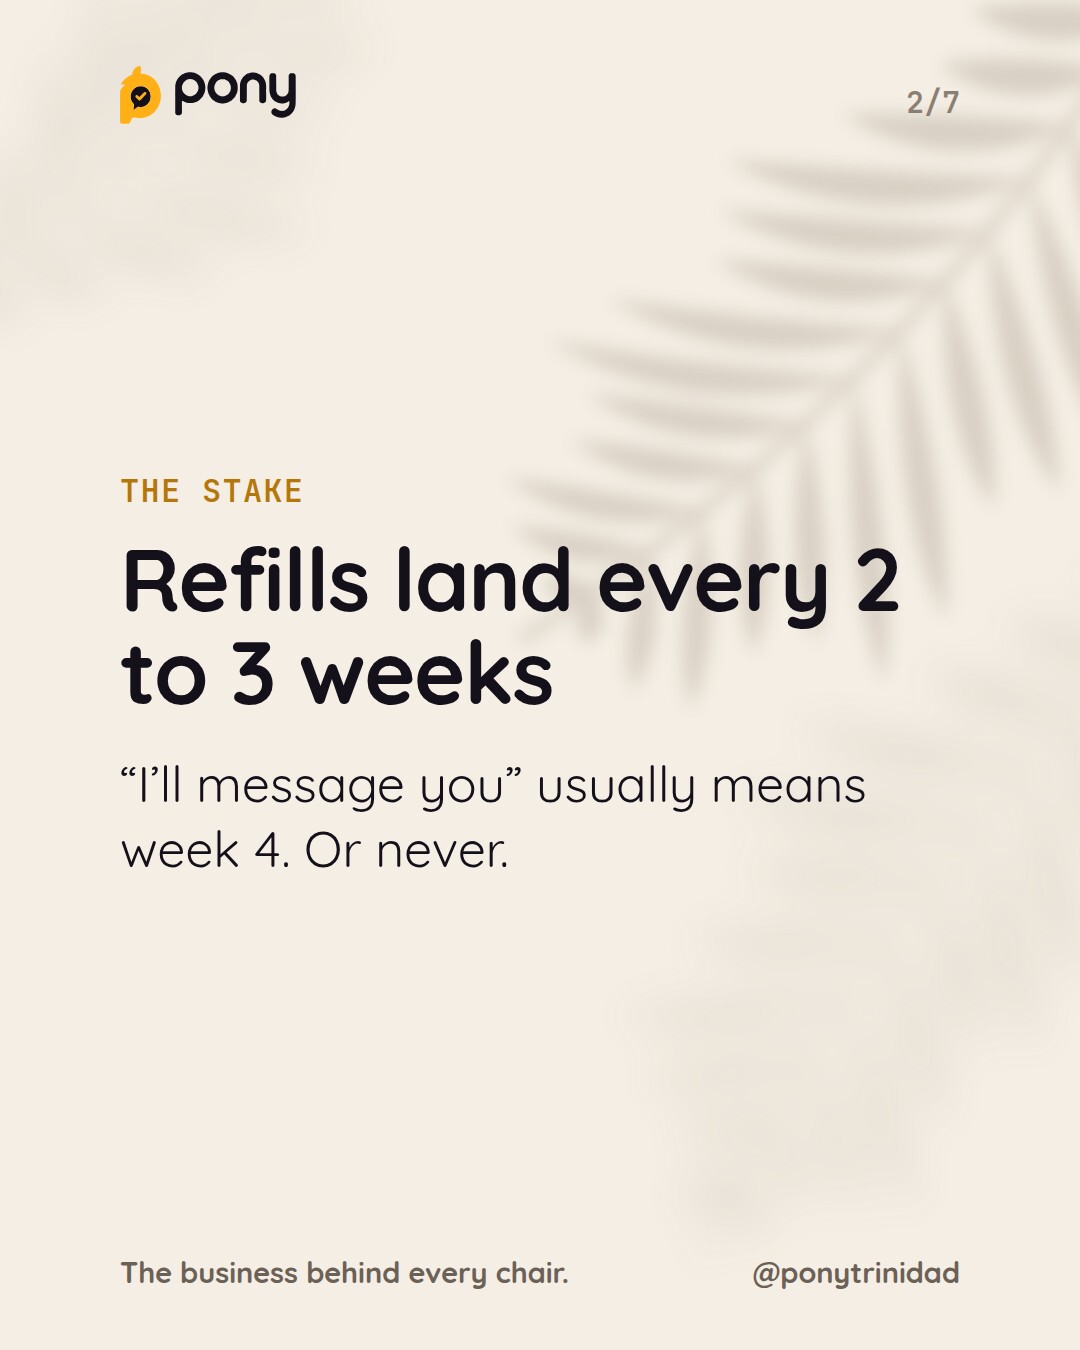 pony
2/7
THE STAKE
Refills land every 2
to 3 weeks
“I’ll message you” usually means
week 4. Or never.
The business behind every chair.
@ponytrinidad